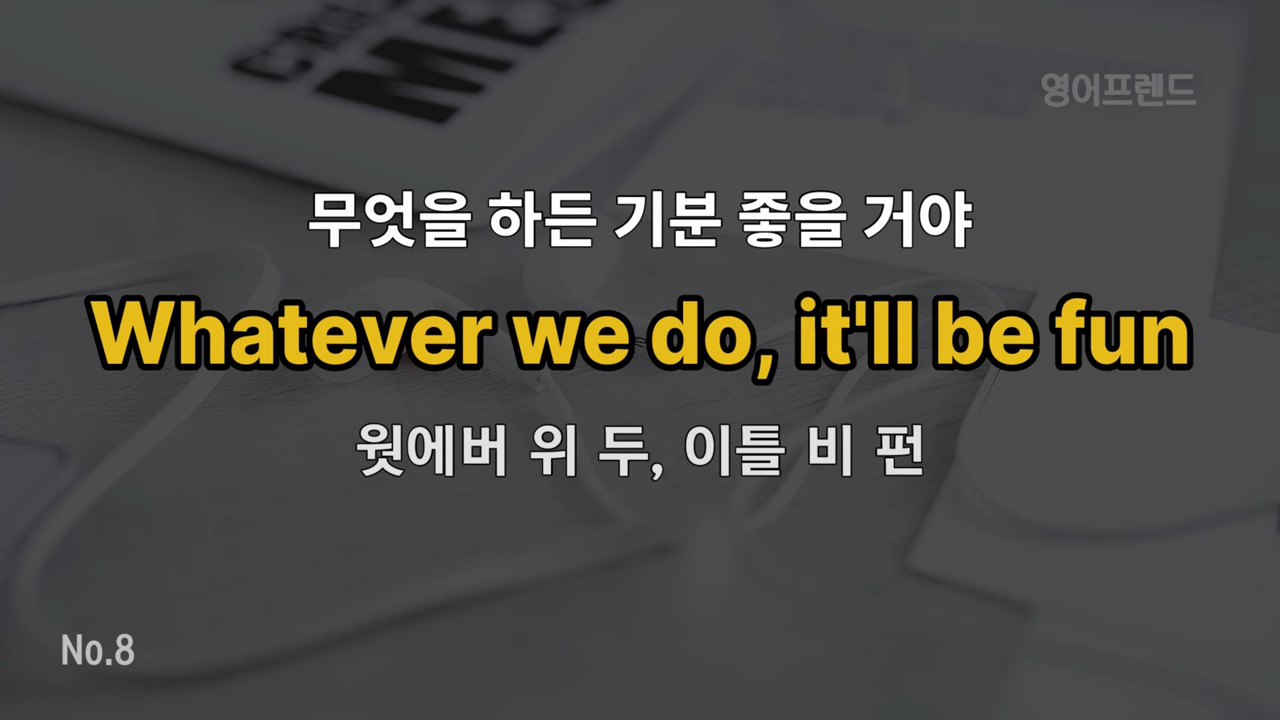 영어프렌드
무엇을 하든 기분 좋을 거야
Whatever we do, it'll be fun
웟에버 위 두, 이틀 비 펀
No.8